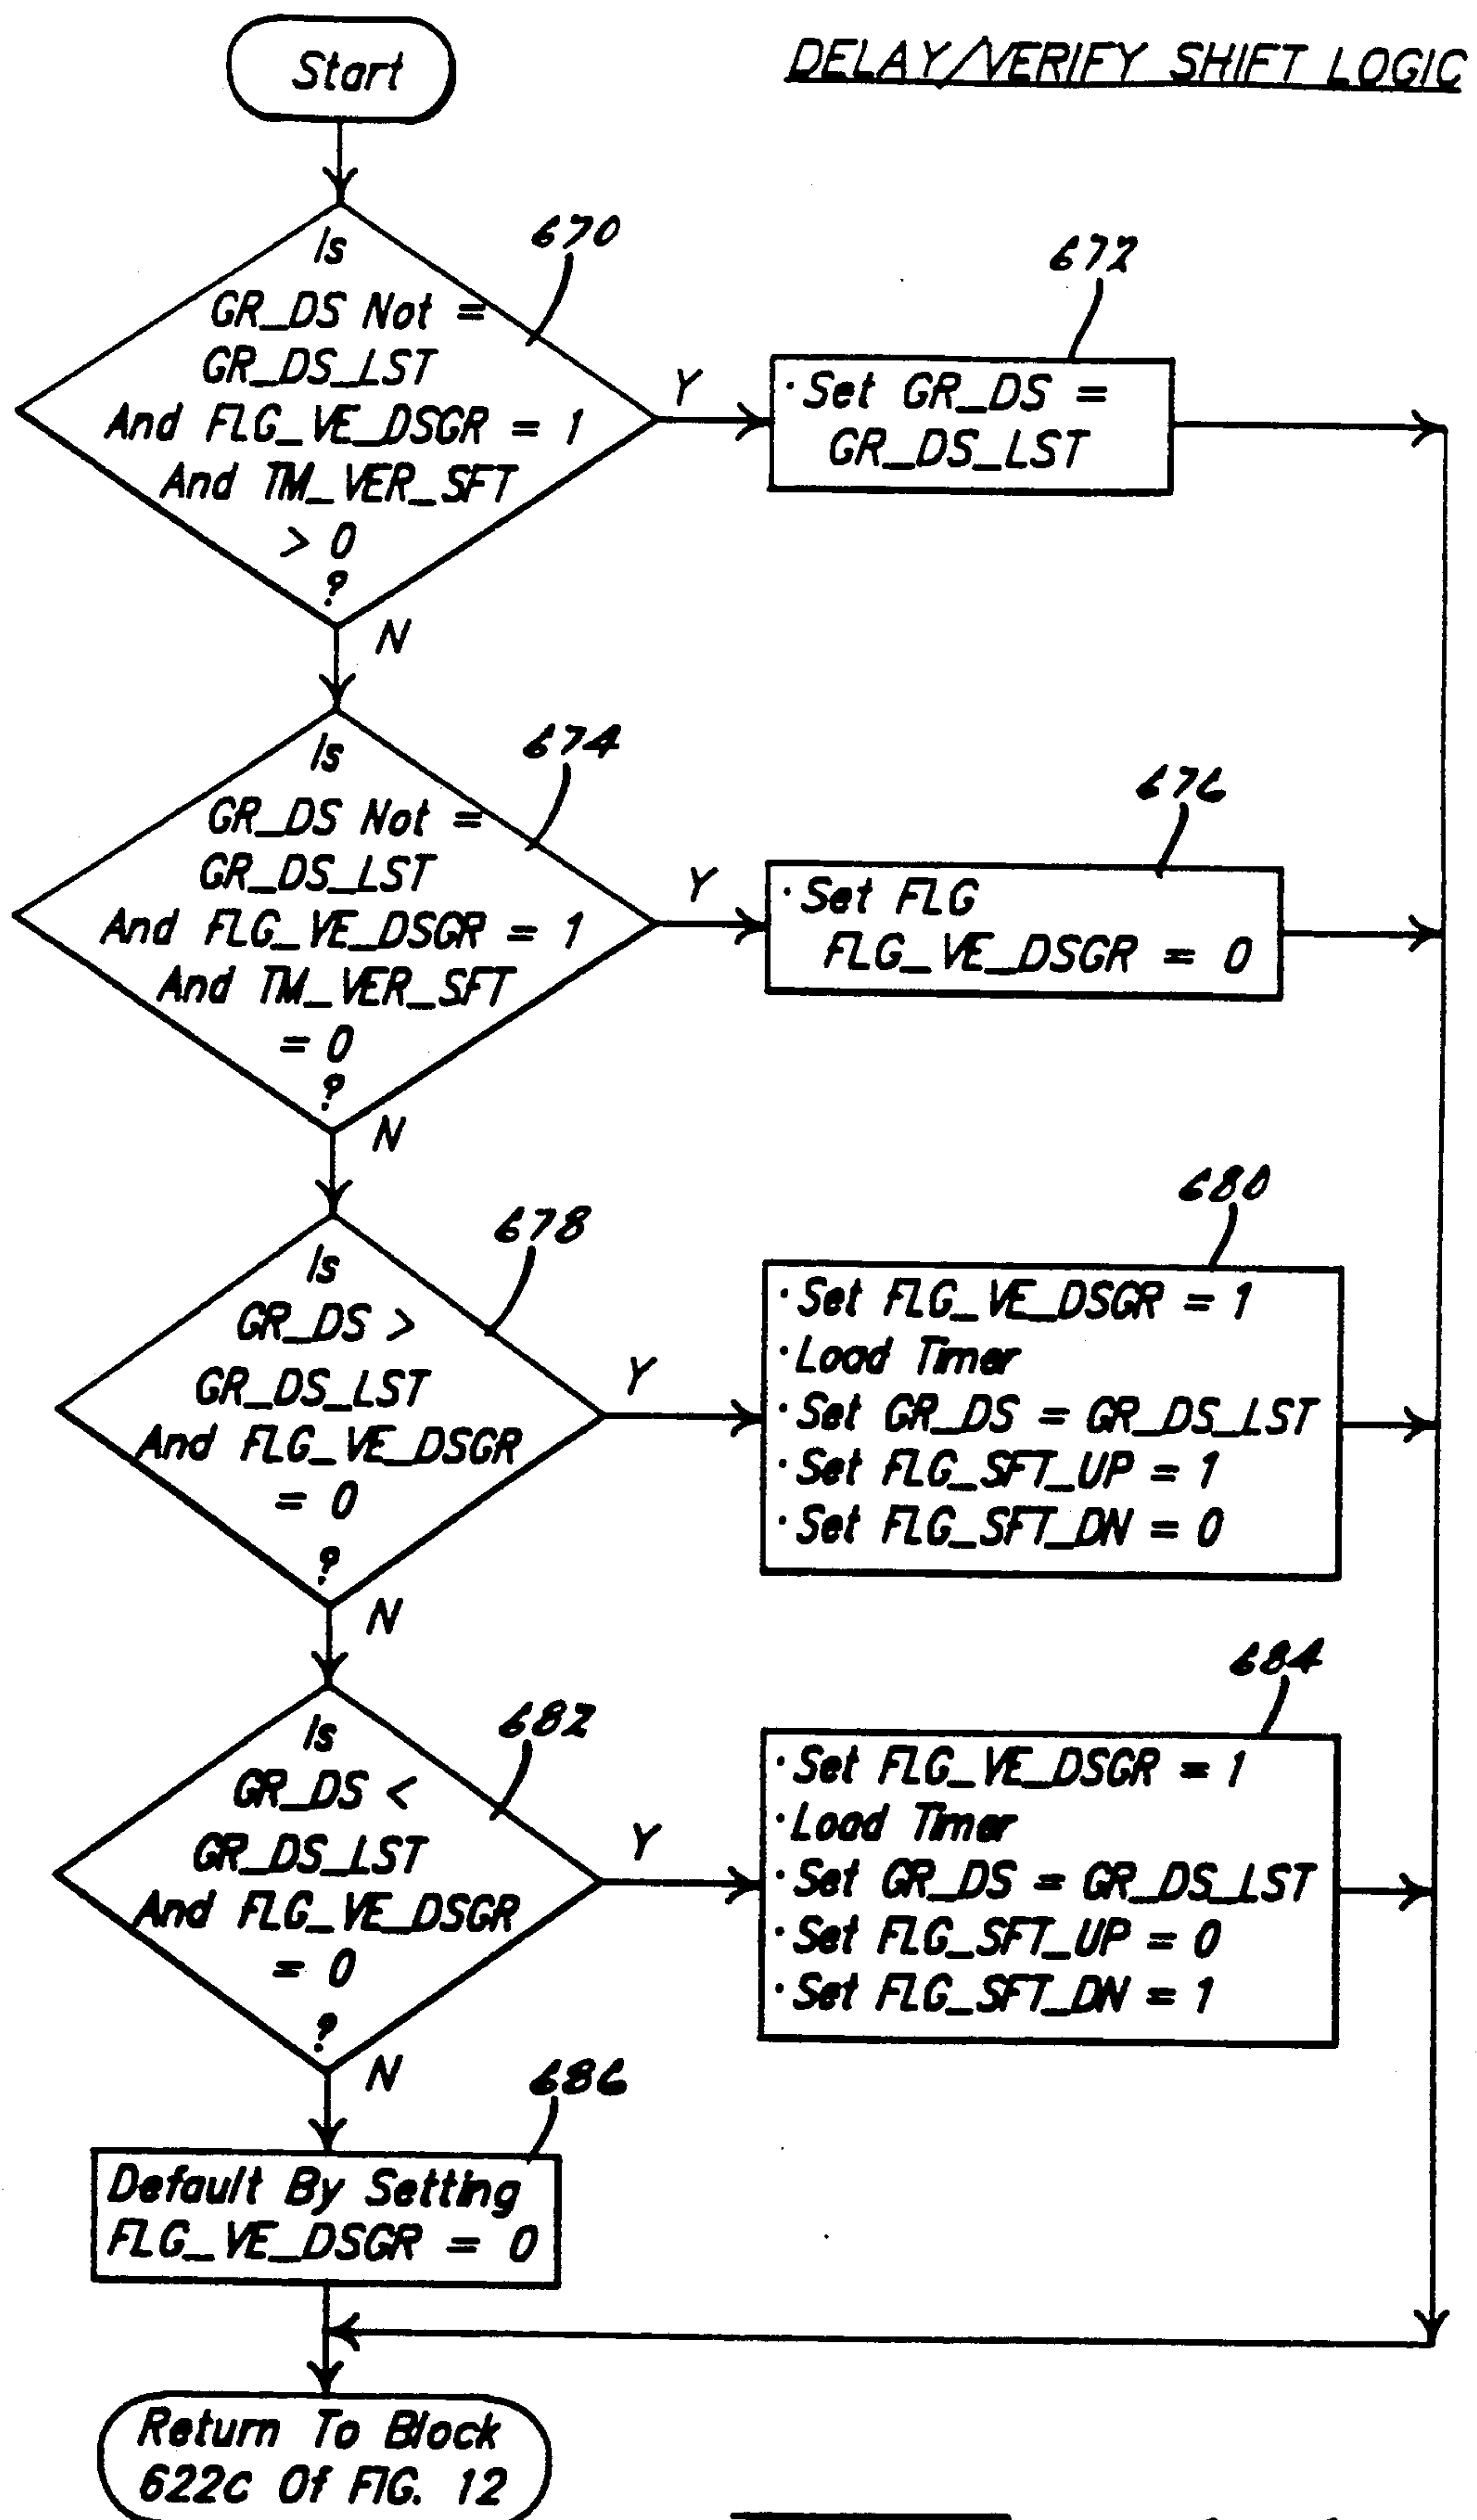 Start
DELAY/VERIFY SHIFT LOGIC
670
Is
GR_DS Not =
GR_DS_LST
And FLG_VE_DSGR = 1
And TM_VER_SFT
> 0
?
Y
N
672
·Set GR_DS =
GR_DS_LST
674
Is
GR_DS Not =
GR_DS_LST
And FLG_VE_DSGR = 1
And TM_VER_SFT
= 0
?
Y
N
676
·Set FLG
FLG_VE_DSGR = 0
678
Is
GR_DS >
GR_DS_LST
And FLG_VE_DSGR
= 0
?
Y
N
680
·Set FLG_VE_DSGR = 1
·Load Timer
·Set GR_DS = GR_DS_LST
·Set FLG_SFT_UP = 1
·Set FLG_SFT_DN = 0
682
Is
GR_DS <
GR_DS_LST
And FLG_VE_DSGR
= 0
?
Y
N
684
·Set FLG_VE_DSGR = 1
·Load Timer
·Set GR_DS = GR_DS_LST
·Set FLG_SFT_UP = 0
·Set FLG_SFT_DN = 1
686
Default By Setting
FLG_VE_DSGR = 0
Return To Block
622c Of FIG. 12